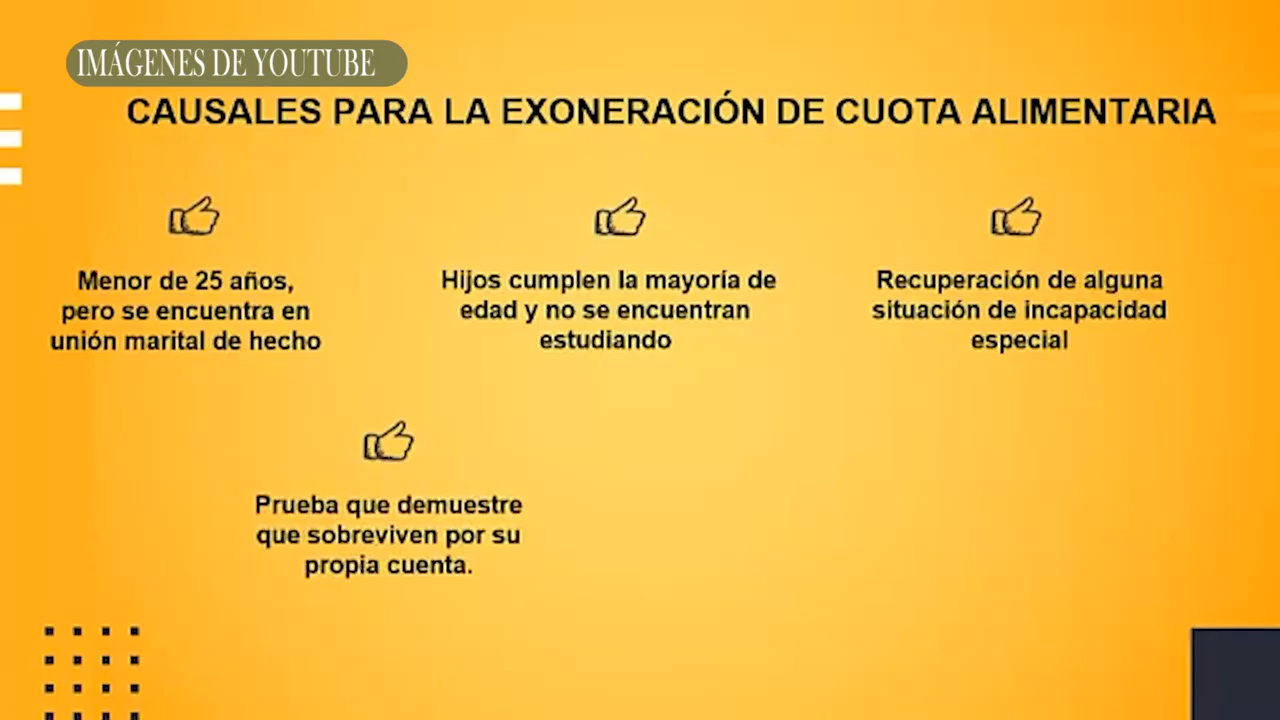 IMÁGENES DE YOUTUBE
CAUSALES PARA LA EXONERACIÓN DE CUOTA ALIMENTARIA
Menor de 25 años,
pero se encuentra en
unión marital de hecho
Hijos cumplen la mayoría de
edad y no se encuentran
estudiando
Recuperación de alguna
situación de incapacidad
especial
Prueba que demuestre
que sobreviven por su
propia cuenta.